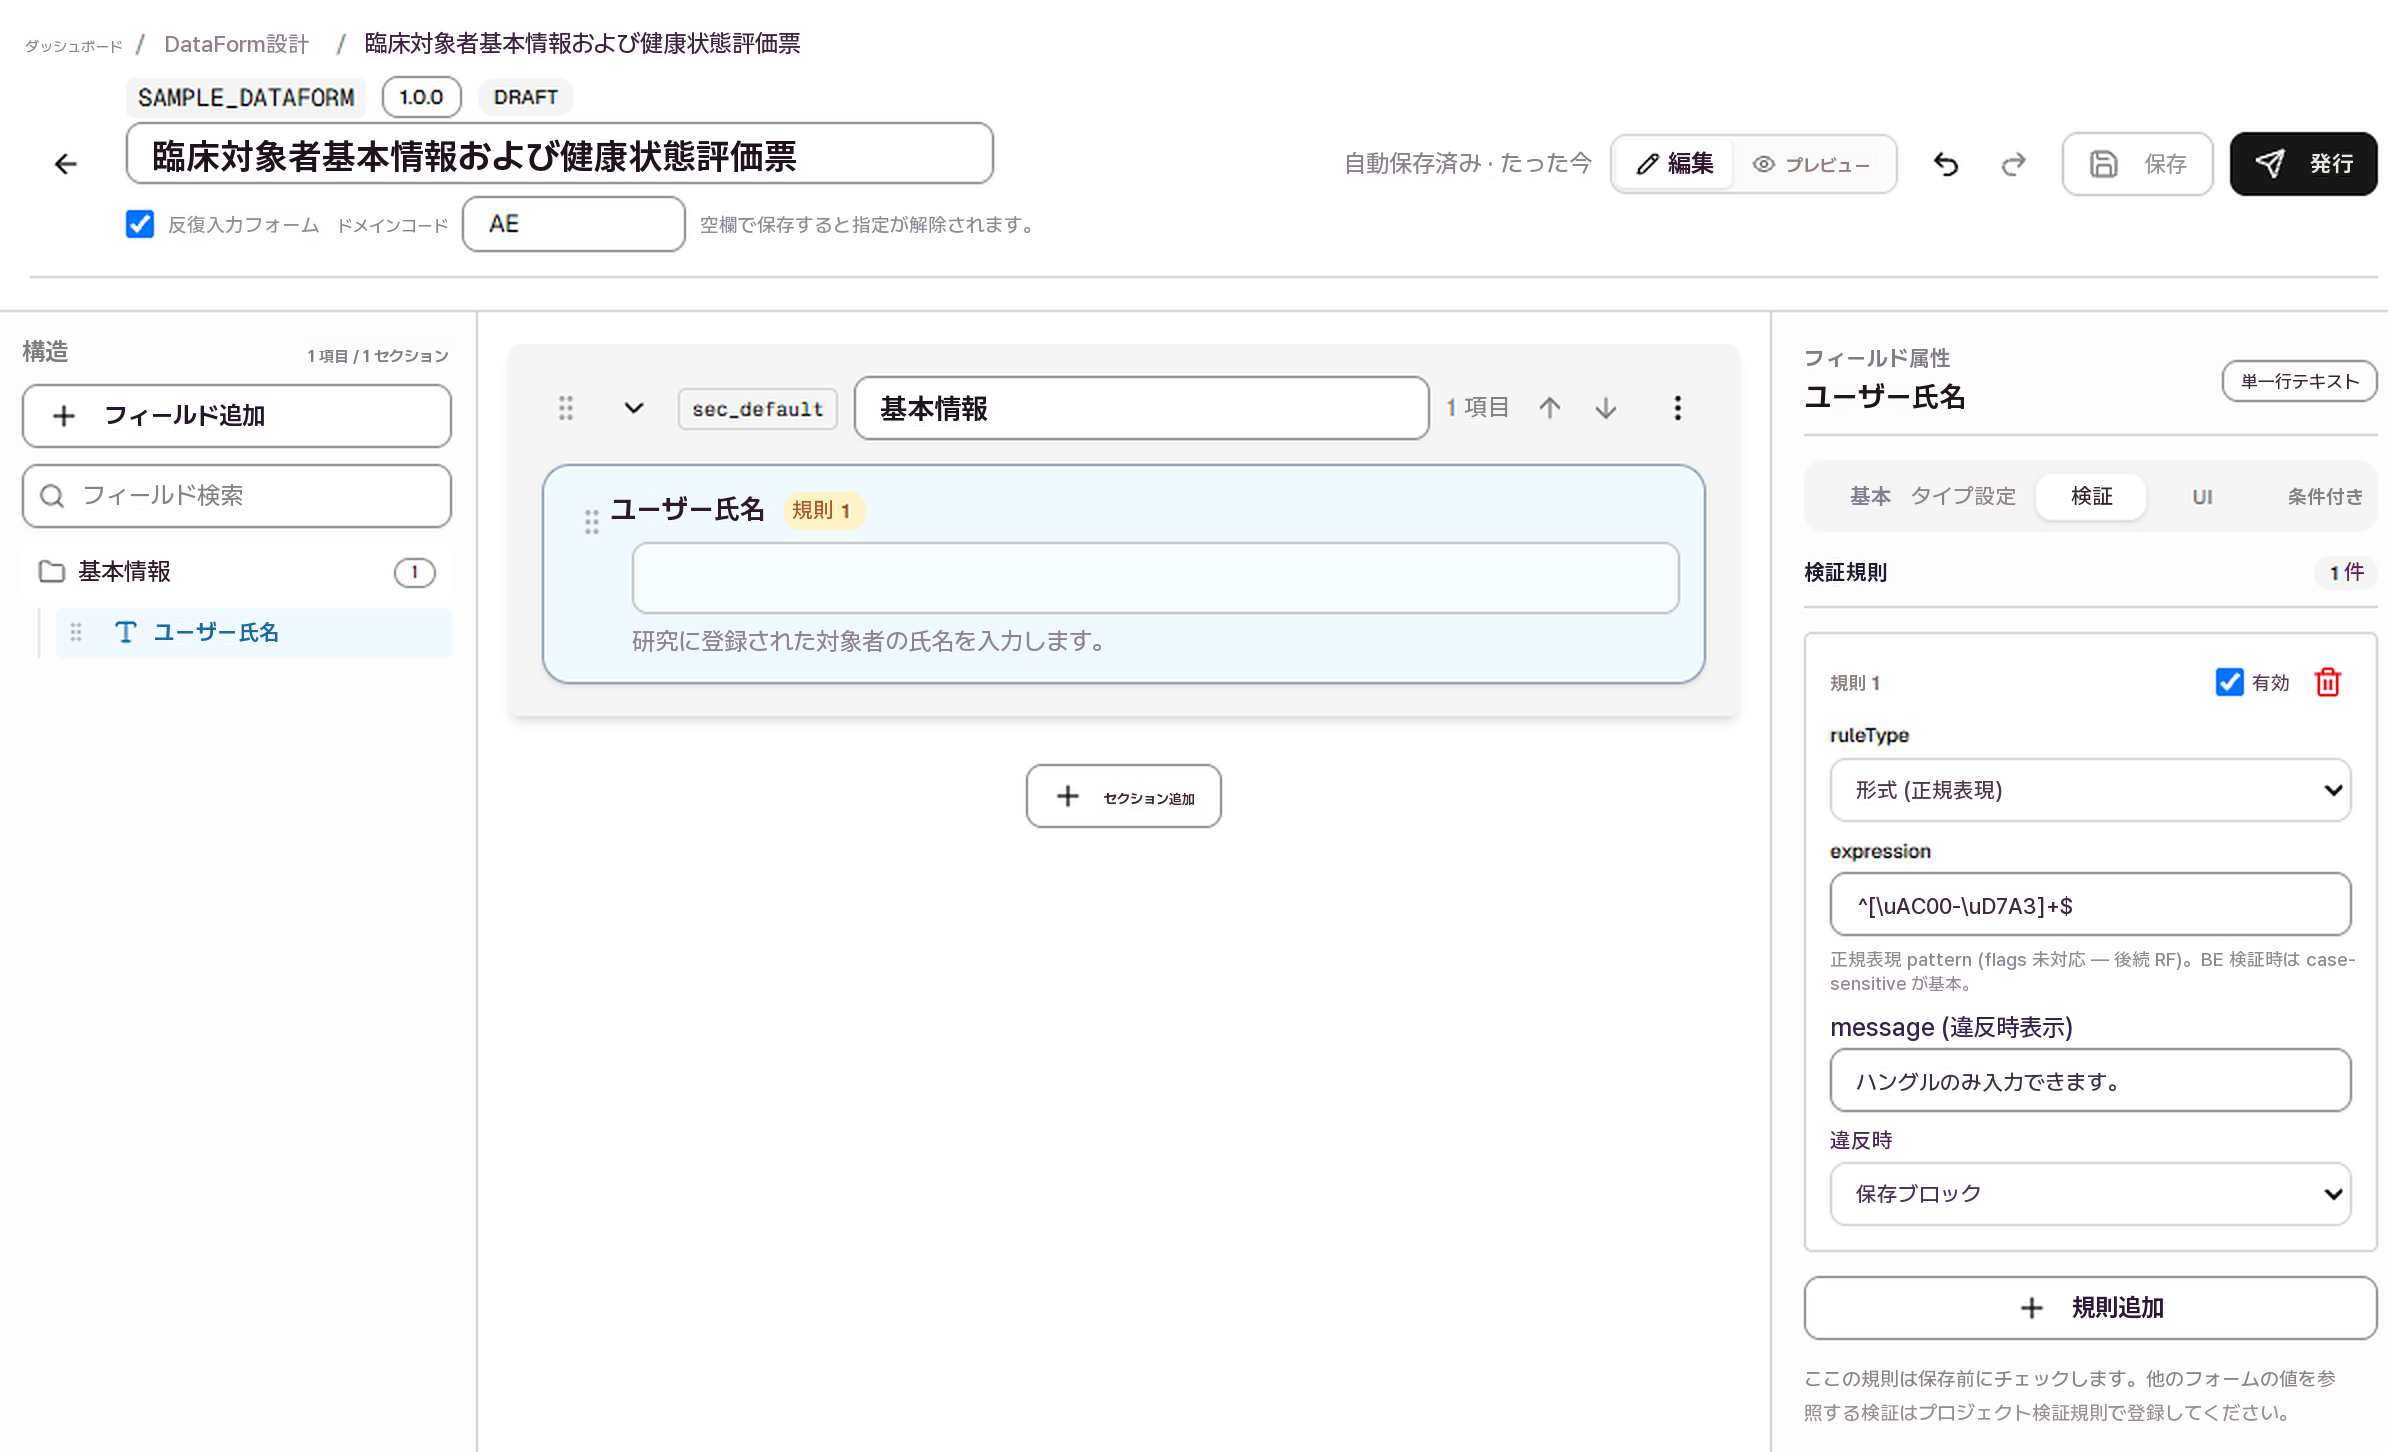 ダッシュボード / DataForm設計 / 臨床対象者基本情報および健康状態評価票
SAMPLE_DATAFORM 1.0.0 DRAFT
臨床対象者基本情報および健康状態評価票
自動保存済み · たった今 編集 プレビュー 保存 発行
反復入力フォーム ドメインコード AE 空欄で保存すると指定が解除されます。
構造 1 項目 / 1 セクション
フィールド追加
フィールド検索
基本情報 1
ユーザー氏名
sec_default 基本情報 1 項目
ユーザー氏名 規則 1
研究に登録された対象者の氏名を入力します。
セクション追加
フィールド属性
ユーザー氏名 単一行テキスト
基本 タイプ設定 検証 UI 条件付き
検証規則 1 件
規則 1 有効
ruleType
形式 (正規表現)
expression
^[\uAC00-\uD7A3]+$
正規表現 pattern (flags 未対応 — 後続 RF)。BE 検証時は case-
sensitive が基本。
message (違反時表示)
ハングルのみ入力できます。
違反時
保存ブロック
規則追加
ここの規則は保存前にチェックします。他のフォームの値を参
照する検証はプロジェクト検証規則で登録してください。